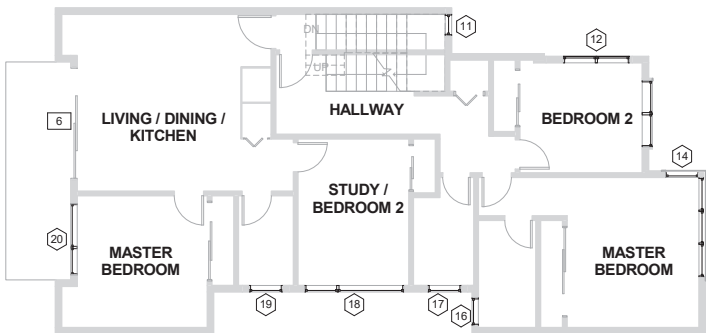 11
DN
12
UP
6
LIVING / DINING /
KITCHEN
HALLWAY
BEDROOM 2
14
STUDY /
BEDROOM 2
20
MASTER
BEDROOM
MASTER
BEDROOM
19
18
17
16